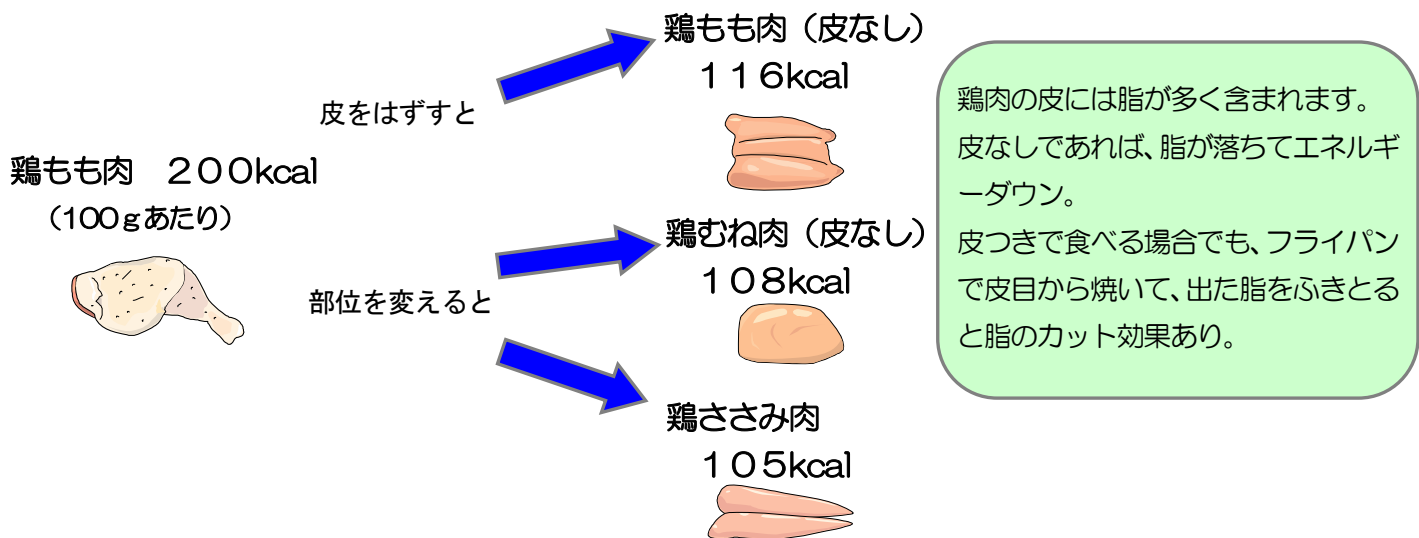 鶏もも肉　２００kcal
（100ｇあたり）
皮をはずすと
部位を変えると
鶏もも肉（皮なし）
１１６kcal
鶏むね肉（皮なし）
１０８kcal
鶏ささみ肉
１０５kcal
鶏肉の皮には脂が多く含まれます。
皮なしであれば、脂が落ちてエネルギ
ーダウン。
皮つきで食べる場合でも、フライパン
で皮目から焼いて、出た脂をふきとる
と脂のカット効果あり。